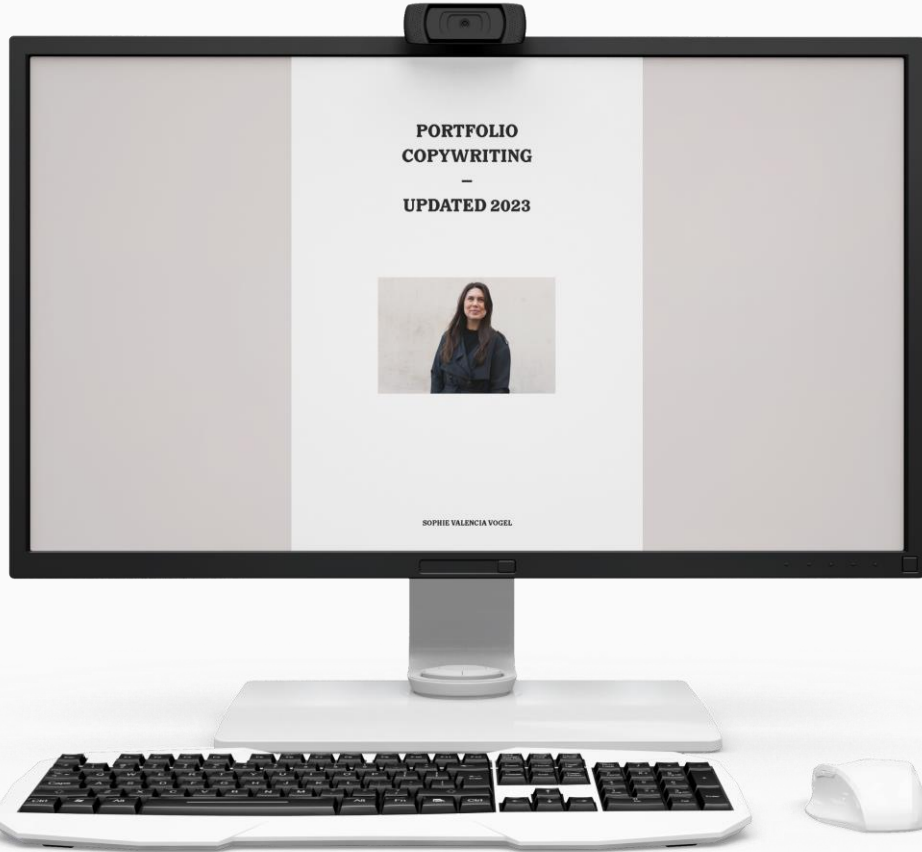 PORTFOLIO
COPYWRITING
–
UPDATED 2023
SOPHIE VALENCIA VOGEL